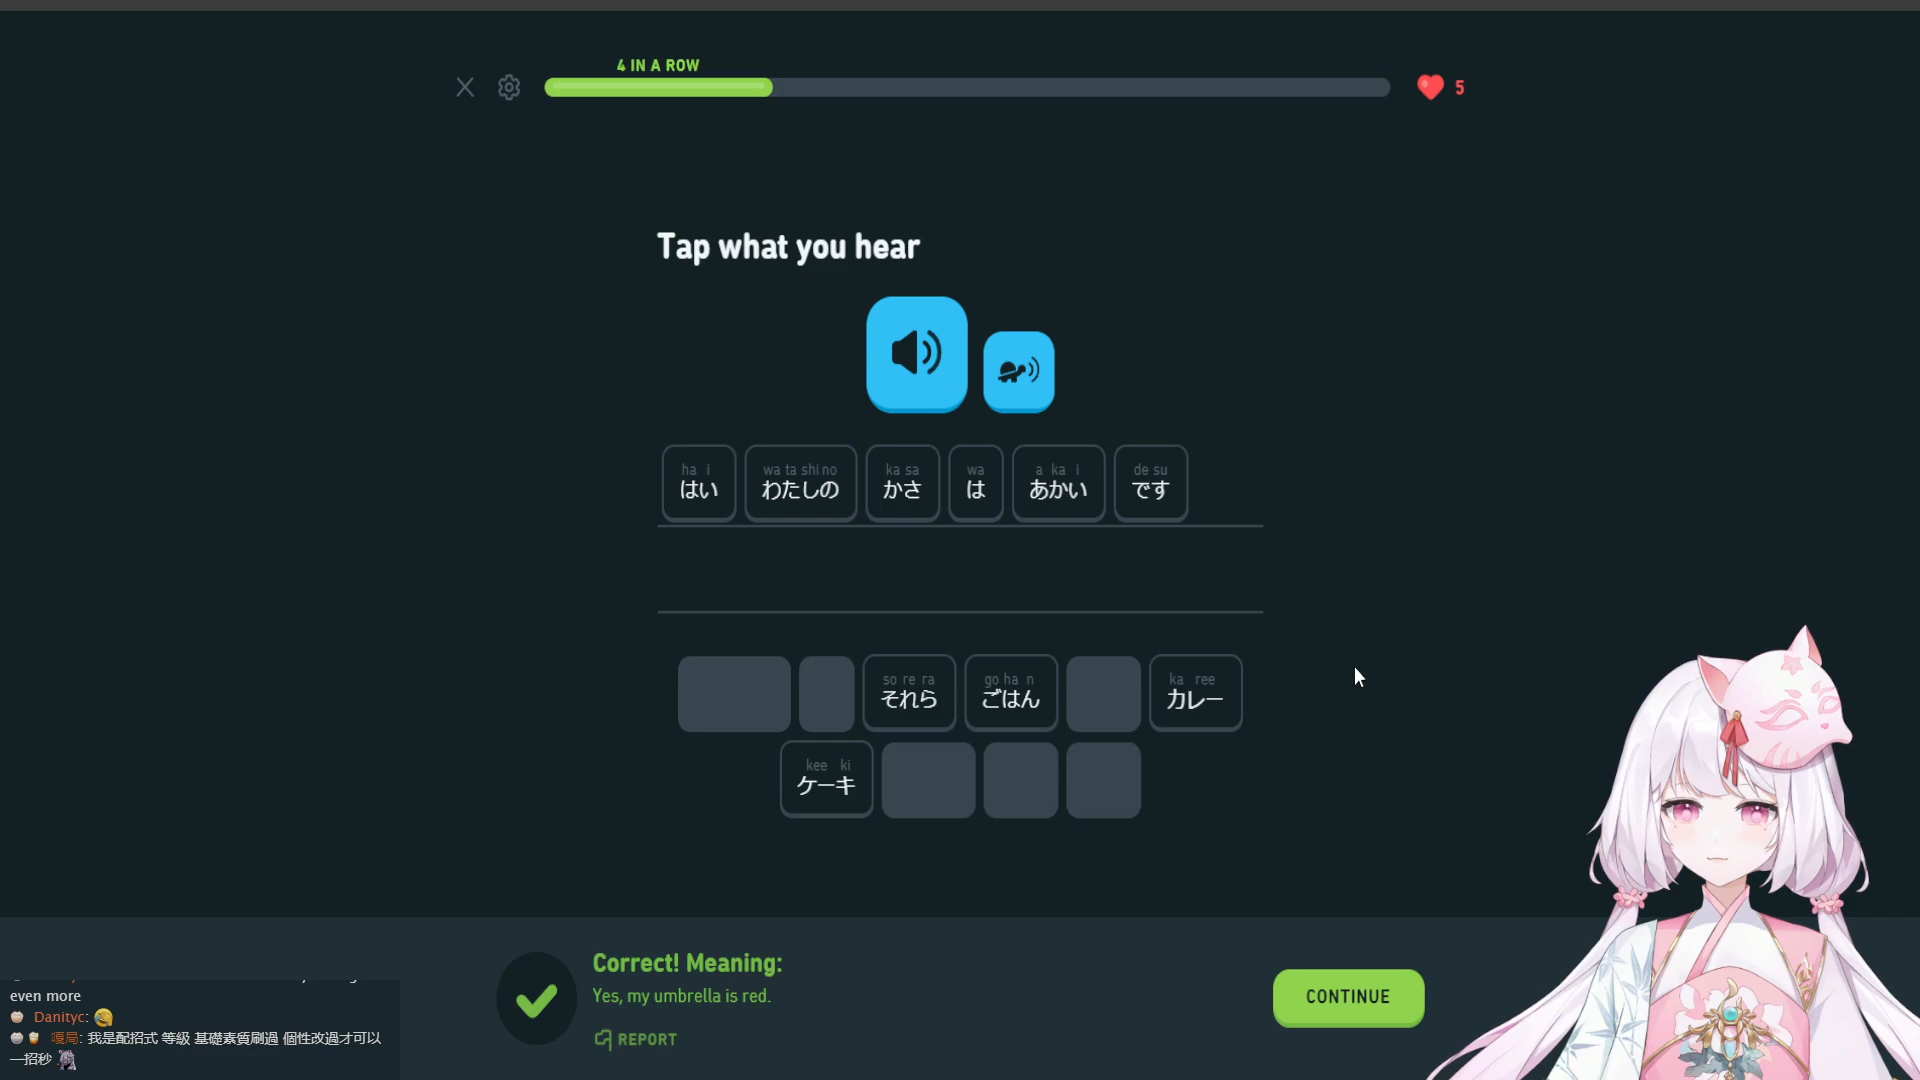 4 IN A ROW
5
Tap what you hear
ha i wa ta shi no ka sa wa a ka i de su
はい わたしの かさ は あかい です
so re ra go ha n ka ree
それら ごはん カレー
kee ki
ケーキ
Correct! Meaning:
Yes, my umbrella is red.
REPORT
CONTINUE
even more
Danityc:
嘎局: 我是配招式 等級 基礎素質刷過 個性改過才可以
一招秒